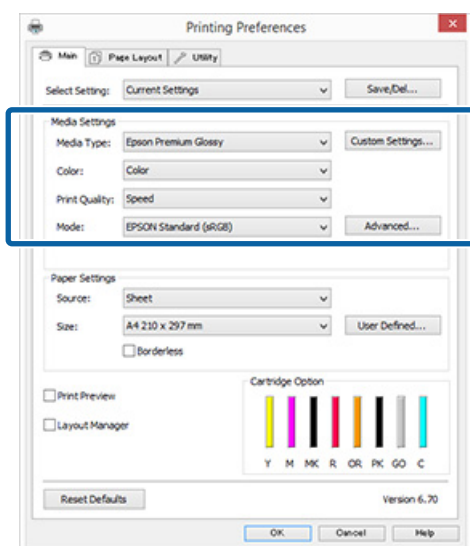 Printing Preferences
Main Page Layout Utility
Select Setting: Current Settings Save/Del...
Media Settings
Media Type: Epson Premium Glossy Custom Settings...
Color: Color
Print Quality: Speed
Mode: EPSON Standard (sRGB) Advanced...
Paper Settings
Source: Sheet
Size: A4 210 x 297 mm User Defined...
Borderless
Print Preview
Layout Manager
Cartridge Option
Y M MK R OR PK GO C
Reset Defaults Version 6.70
OK Cancel Help